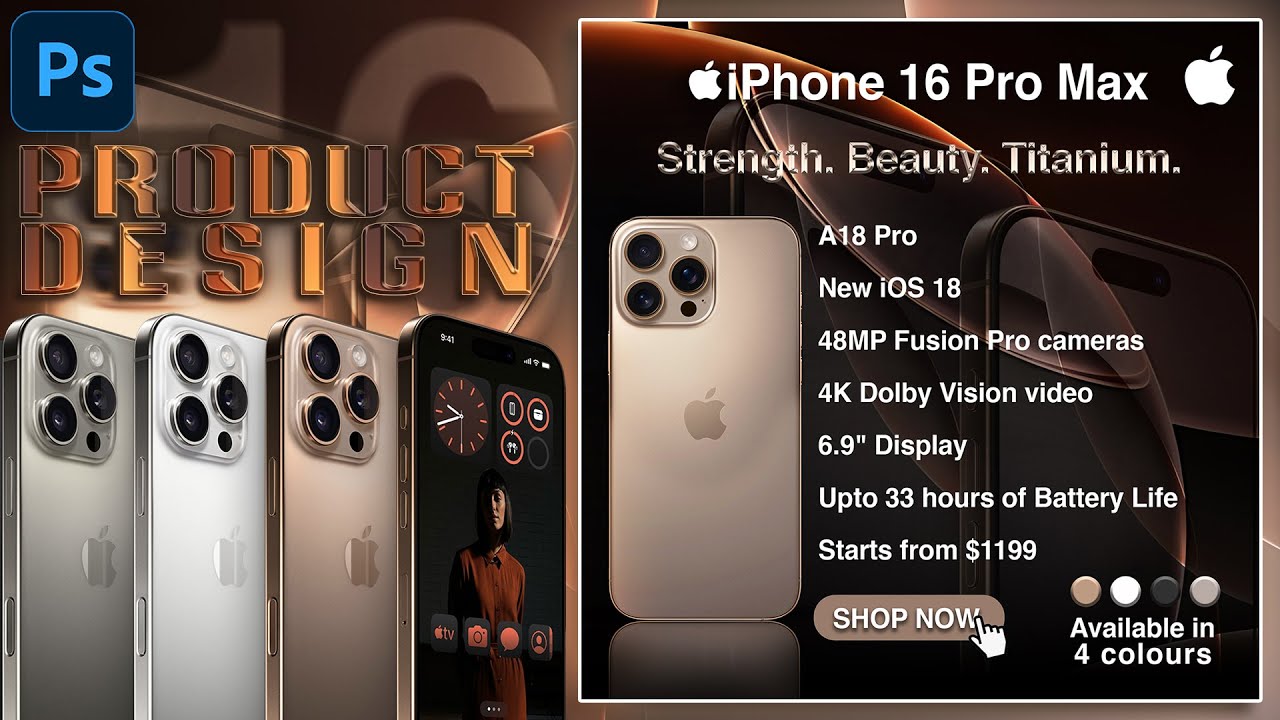 Ps
16
PRODUCT
DESIGN
9:41
tv
iPhone 16 Pro Max
Strength. Beauty. Titanium.
A18 Pro
New iOS 18
48MP Fusion Pro cameras
4K Dolby Vision video
6.9" Display
Upto 33 hours of Battery Life
Starts from $1199
SHOP NOW
Available in
4 colours